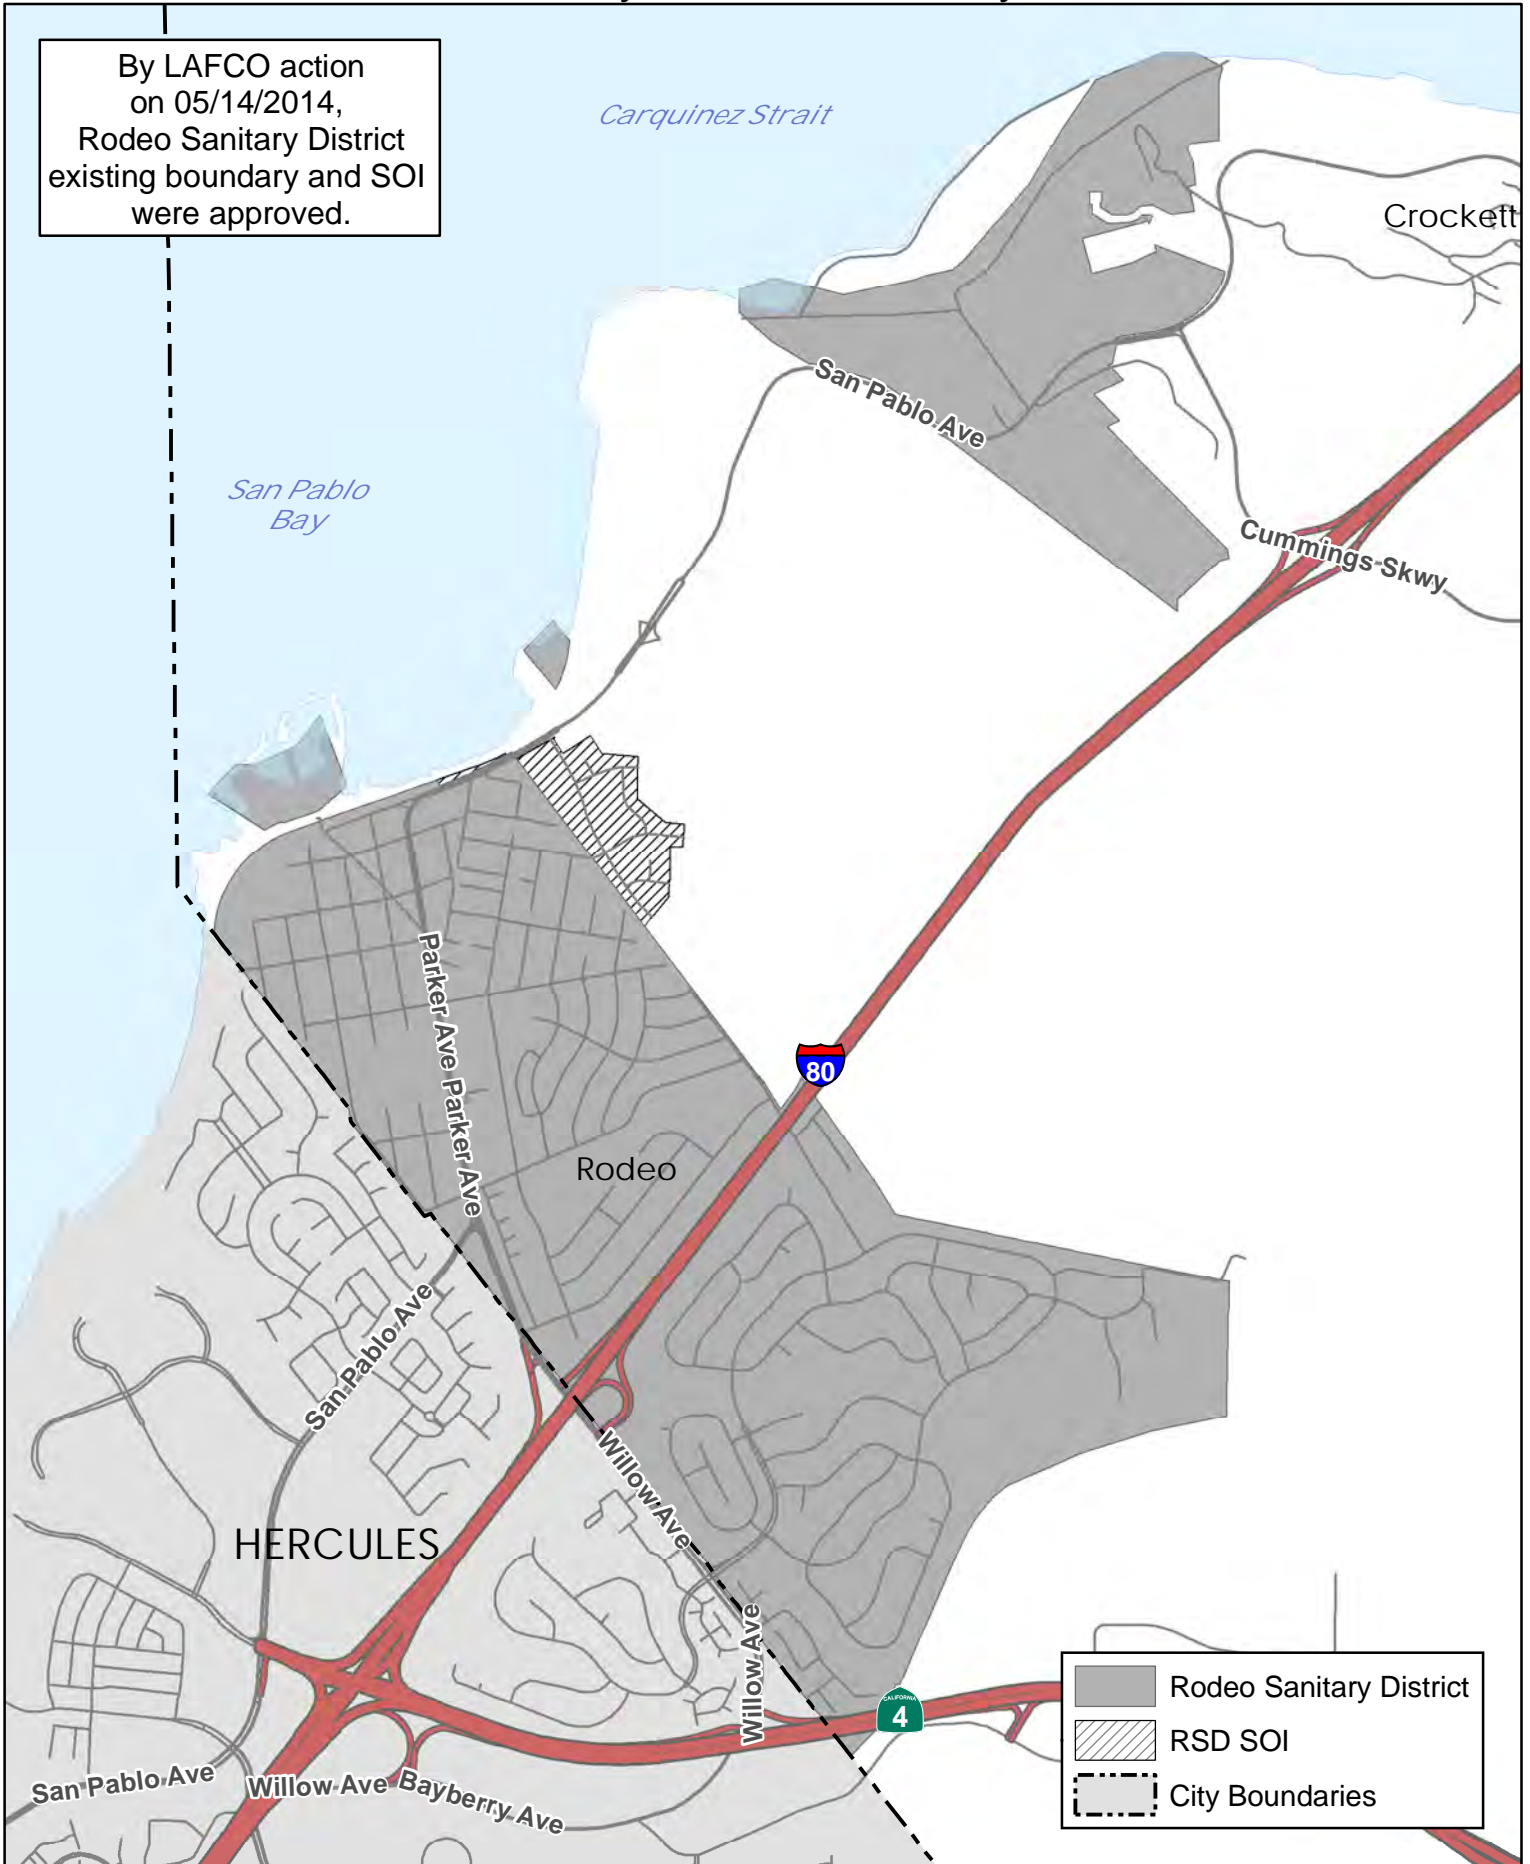 By LAFCO action
on 05/14/2014,
Rodeo Sanitary District
existing boundary and SOI
were approved.
Carquinez Strait
Crockett
San Pablo Ave
San Pablo
Bay
Cummings Skwy
Parker Ave
Parker Ave
80
Rodeo
San Pablo Ave
Willow Ave
HERCULES
Willow Ave
CALIFORNIA
4
San Pablo Ave
Willow Ave
Bayberry Ave
Rodeo Sanitary District
RSD SOI
City Boundaries